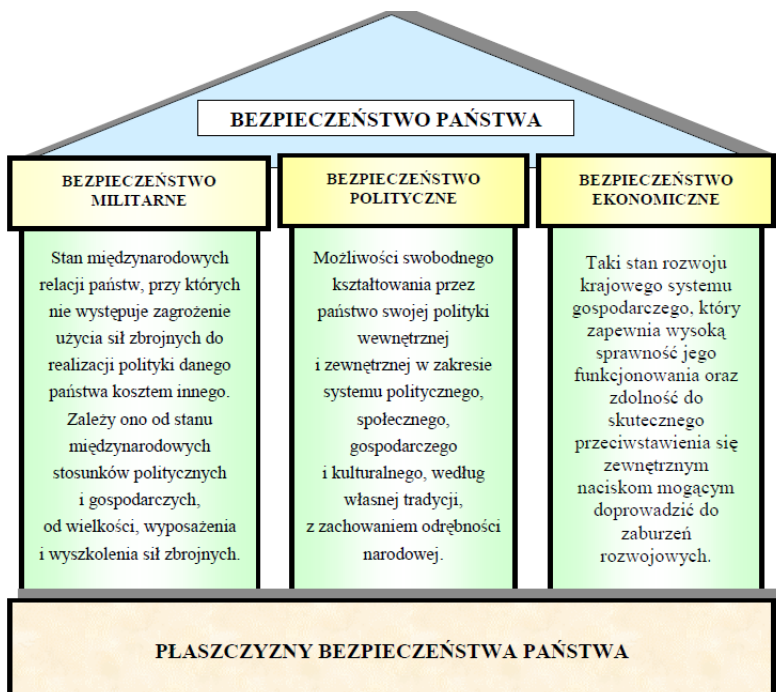 BEZPIECZEŃSTWO PAŃSTWA
BEZPIECZEŃSTWO
MILITARNE
Stan międzynarodowych
relacji państw, przy których
nie występuje zagrożenie
użycia sił zbrojnych do
realizacji polityki danego
państwa kosztem innego.
Zależy ono od stanu
międzynarodowych
stosunków politycznych
i gospodarczych,
od wielkości, wyposażenia
i wyszkolenia sił zbrojnych.
BEZPIECZEŃSTWO
POLITYCZNE
Możliwości swobodnego
kształtowania przez
państwo swojej polityki
wewnętrznej
i zewnętrznej w zakresie
systemu politycznego,
społecznego,
gospodarczego
i kulturalnego, według
własnej tradycji,
z zachowaniem odrębności
narodowej.
BEZPIECZEŃSTWO
EKONOMICZNE
Taki stan rozwoju
krajowego systemu
gospodarczego, który
zapewnia wysoką
sprawność jego
funkcjonowania oraz
zdolność do
skutecznego
przeciwstawienia się
zewnętrznym
naciskom mogącym
doprowadzić do
zaburzeń
rozwojowych.
PŁASZCZYZNY BEZPIECZEŃSTWA PAŃSTWA